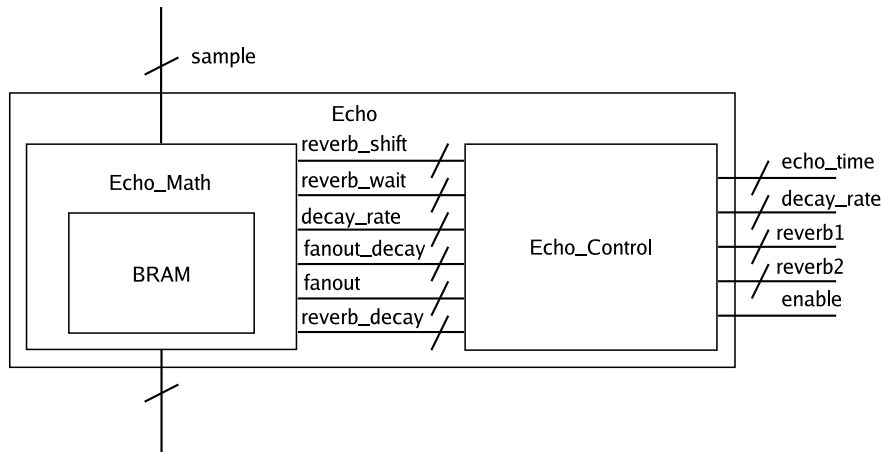 sample
Echo
Echo_Math
BRAM
reverb_shift
reverb_wait
decay_rate
fanout_decay
fanout
reverb_decay
Echo_Control
echo_time
decay_rate
reverb1
reverb2
enable